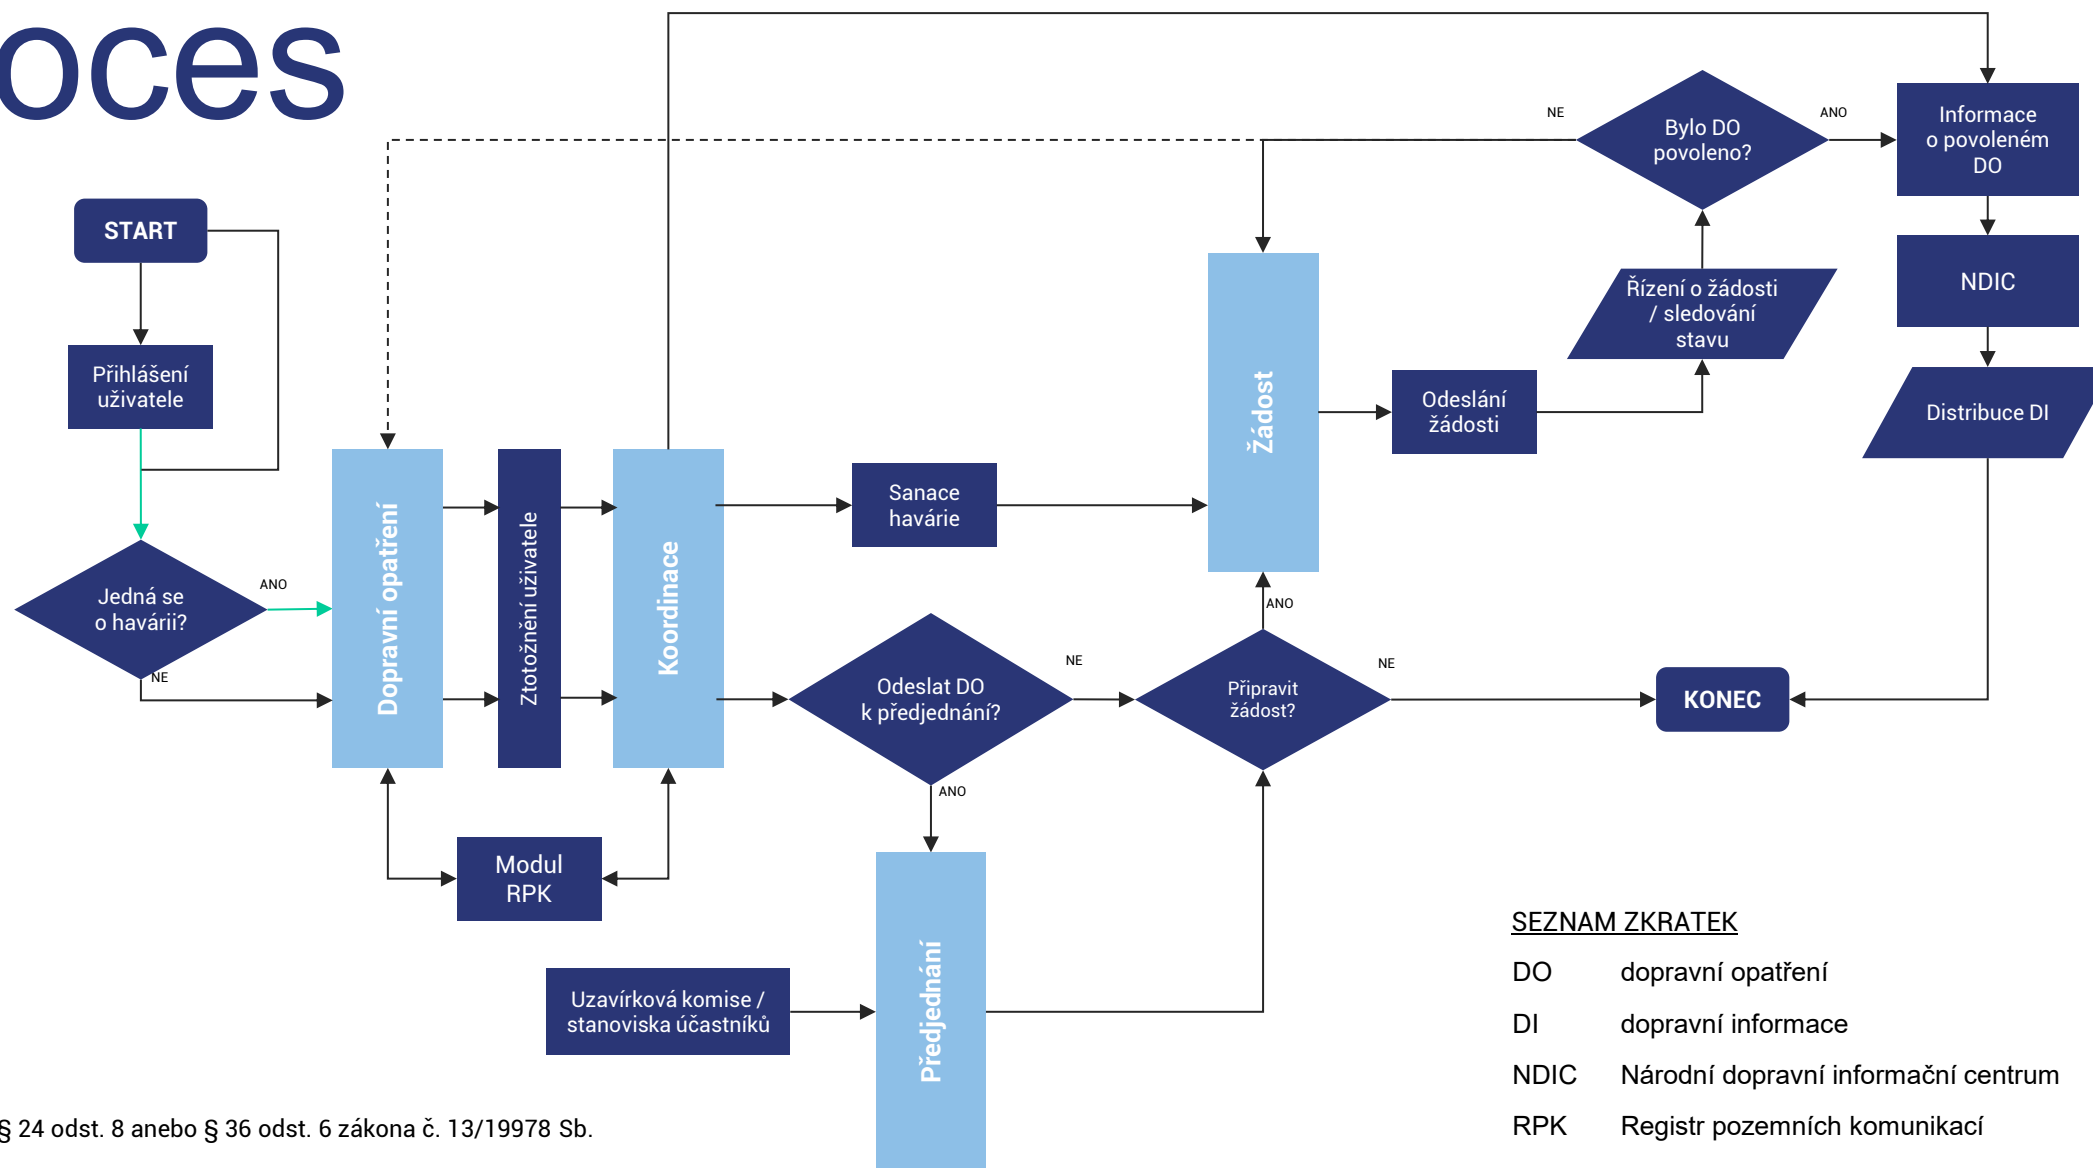 oces
START
Přihlášení
uživatele
Jedná se
o havárii?
ANO
NE
Dopravní opatření
Ztotožnění uživatele
Koordinace
Modul
RPK
Sanace
havárie
Odeslat DO
k předjednání?
NE
ANO
Uzavírková komise /
stanoviska účastníků
Předjednání
Připravit
žádost?
ANO
NE
Žádost
Odeslání
žádosti
Řízení o žádosti
/ sledování
stavu
Bylo DO
povoleno?
NE
ANO
Informace
o povoleném
DO
NDIC
Distribuce DI
KONEC
SEZNAM ZKRATEK
DO dopravní opatření
DI dopravní informace
NDIC Národní dopravní informační centrum
RPK Registr pozemních komunikací
§ 24 odst. 8 anebo § 36 odst. 6 zákona č. 13/19978 Sb.